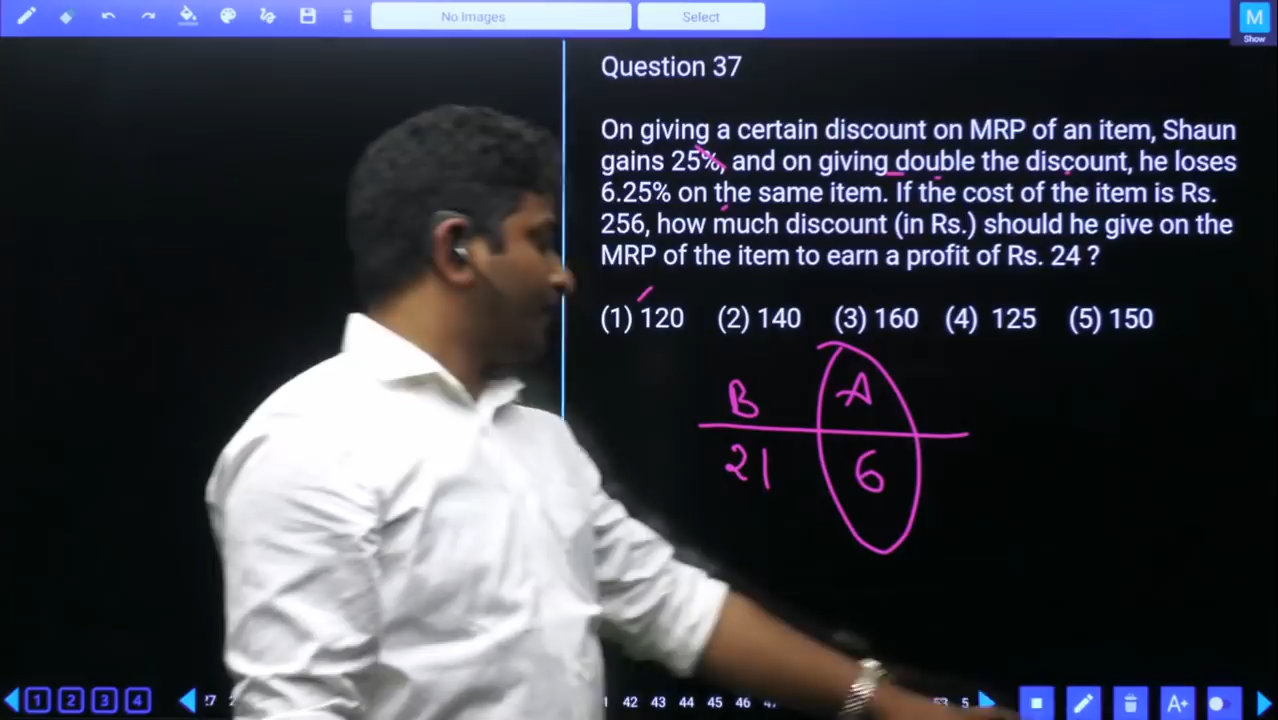 No Images
Select
M
Show
Question 37
On giving a certain discount on MRP of an item, Shaun
gains 25%, and on giving double the discount, he loses
6.25% on the same item. If the cost of the item is Rs.
256, how much discount (in Rs.) should he give on the
MRP of the item to earn a profit of Rs. 24 ?
(1) 120 (2) 140 (3) 160 (4) 125 (5) 150
B A
21 6
1 2 3 4 42 43 44 45 46 A+